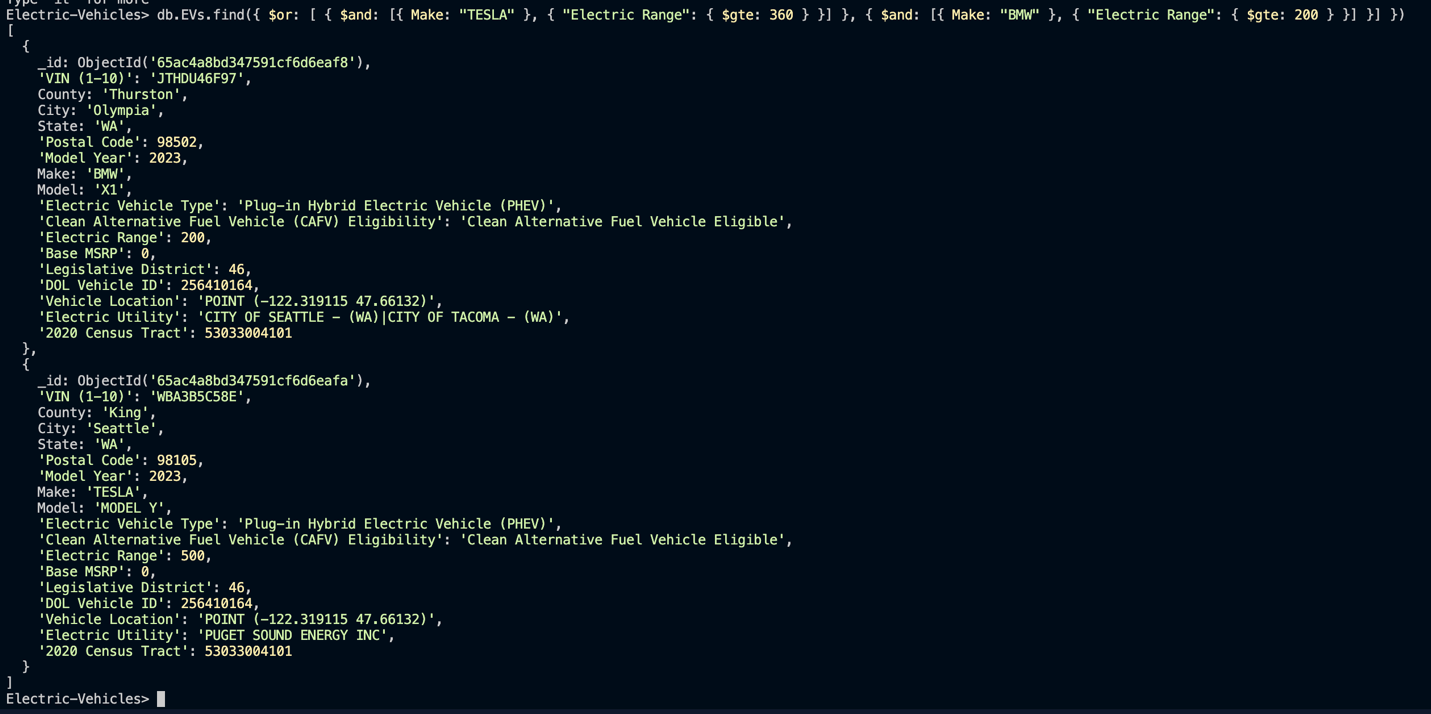 Type "it" for more
Electric-Vehicles> db.EVs.find({ $or: [ { $and: [{ Make: "TESLA" }, { "Electric Range": { $gte: 360 } }] }, { $and: [{ Make: "BMW" }, { "Electric Range": { $gte: 200 } }] }] })
[
  {
    _id: ObjectId('65ac4a8bd347591cf6d6eaf8'),
    'VIN (1-10)': 'JTHDU46F97',
    County: 'Thurston',
    City: 'Olympia',
    State: 'WA',
    'Postal Code': 98502,
    'Model Year': 2023,
    Make: 'BMW',
    Model: 'X1',
    'Electric Vehicle Type': 'Plug-in Hybrid Electric Vehicle (PHEV)',
    'Clean Alternative Fuel Vehicle (CAFV) Eligibility': 'Clean Alternative Fuel Vehicle Eligible',
    'Electric Range': 200,
    'Base MSRP': 0,
    'Legislative District': 46,
    'DOL Vehicle ID': 256410164,
    'Vehicle Location': 'POINT (-122.319115 47.66132)',
    'Electric Utility': 'CITY OF SEATTLE - (WA)|CITY OF TACOMA - (WA)',
    '2020 Census Tract': 53033004101
  },
  {
    _id: ObjectId('65ac4a8bd347591cf6d6eafa'),
    'VIN (1-10)': 'WBA3B5C58E',
    County: 'King',
    City: 'Seattle',
    State: 'WA',
    'Postal Code': 98105,
    'Model Year': 2023,
    Make: 'TESLA',
    Model: 'MODEL Y',
    'Electric Vehicle Type': 'Plug-in Hybrid Electric Vehicle (PHEV)',
    'Clean Alternative Fuel Vehicle (CAFV) Eligibility': 'Clean Alternative Fuel Vehicle Eligible',
    'Electric Range': 500,
    'Base MSRP': 0,
    'Legislative District': 46,
    'DOL Vehicle ID': 256410164,
    'Vehicle Location': 'POINT (-122.319115 47.66132)',
    'Electric Utility': 'PUGET SOUND ENERGY INC',
    '2020 Census Tract': 53033004101
  }
]
Electric-Vehicles>